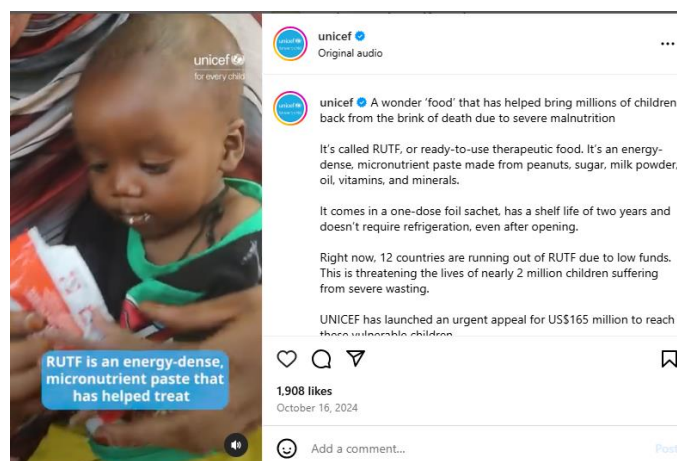 unicef
for every child
RUTF is an energy-dense,
micronutrient paste that
has helped treat
unicef
Original audio
unicef A wonder ‘food’ that has helped bring millions of children
back from the brink of death due to severe malnutrition
It’s called RUTF, or ready-to-use therapeutic food. It’s an energy-
dense, micronutrient paste made from peanuts, sugar, milk powder,
oil, vitamins, and minerals.
It comes in a one-dose foil sachet, has a shelf life of two years and
doesn’t require refrigeration, even after opening.
Right now, 12 countries are running out of RUTF due to low funds.
This is threatening the lives of nearly 2 million children suffering
from severe wasting.
UNICEF has launched an urgent appeal for US$165 million to reach
these vulnerable children
1,908 likes
October 16, 2024
Add a comment...
Post